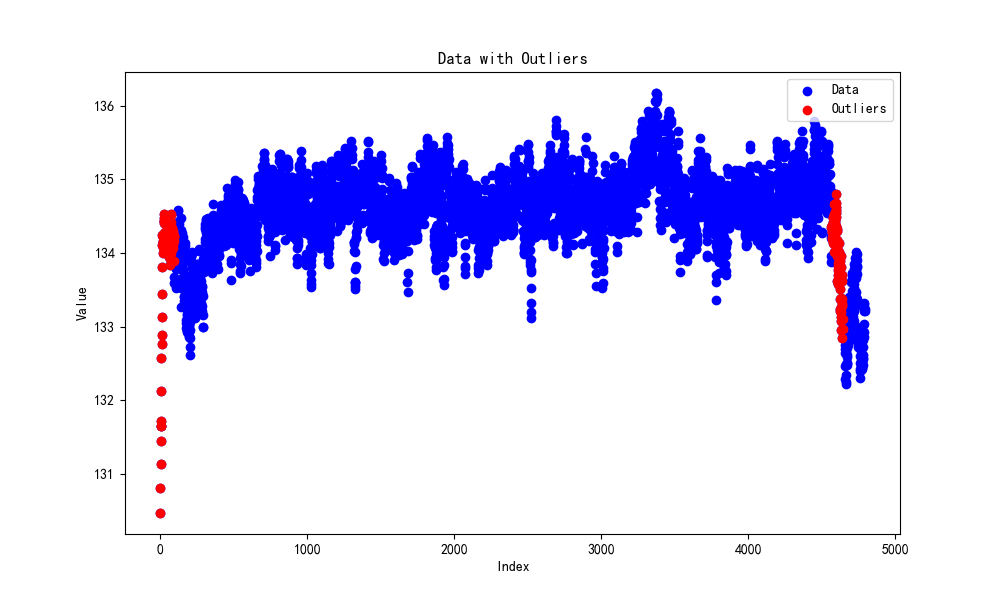 Data with Outliers
Data
Outliers
136
135
134
133
132
131
Value
0 1000 2000 3000 4000 5000
Index